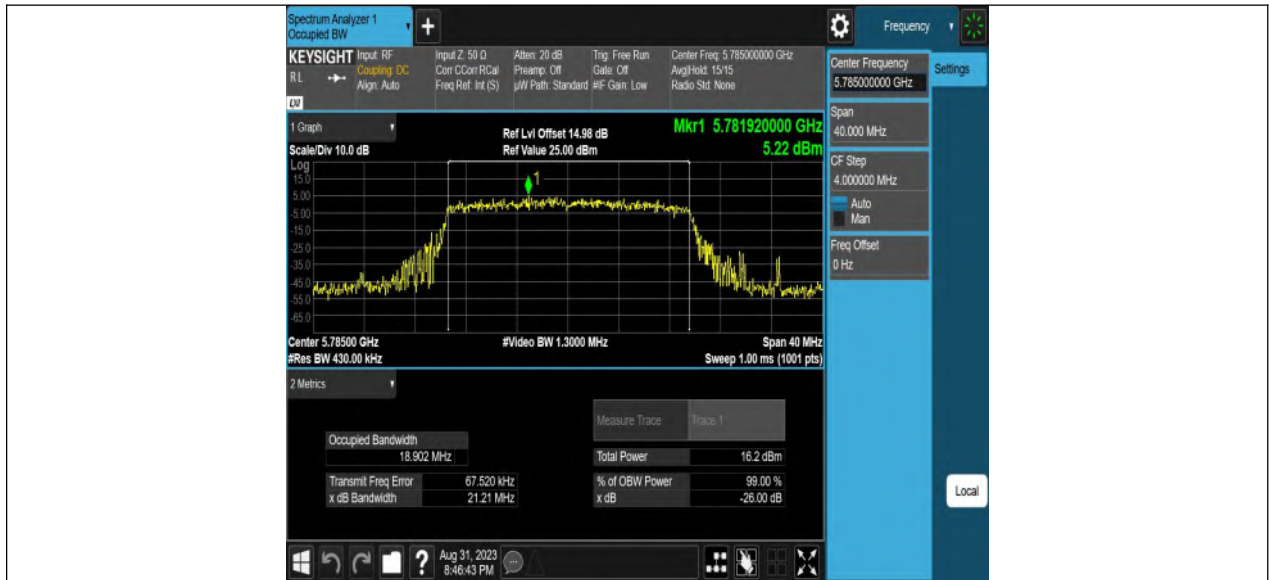 Spectrum Analyzer 1
Occupied BW
+
Frequency
KEYSIGHT
RL
LXI
Input: RF
Coupling: DC
Align: Auto
Input Z: 50 Ω
Corr CCorr RCal
Freq Ref: Int (S)
Atten: 20 dB
Preamp: Off
µW Path: Standard
Trig: Free Run
Gate: Off
#IF Gain: Low
Center Freq: 5.785000000 GHz
Avg|Hold: 15/15
Radio Std: None
1 Graph
Scale/Div 10.0 dB
Ref Lvl Offset 14.98 dB
Ref Value 25.00 dBm
Mkr1 5.781920000 GHz
5.22 dBm
Log
15.0
5.00
-5.00
-15.0
-25.0
-35.0
-45.0
-55.0
-65.0
1
Center 5.78500 GHz
#Res BW 430.00 kHz
#Video BW 1.3000 MHz
Span 40 MHz
Sweep 1.00 ms (1001 pts)
2 Metrics
Measure Trace
Trace 1
Occupied Bandwidth
18.902 MHz
Total Power
16.2 dBm
Transmit Freq Error
67.520 kHz
% of OBW Power
99.00 %
x dB Bandwidth
21.21 MHz
x dB
-26.00 dB
Center Frequency
5.785000000 GHz
Settings
Span
40.000 MHz
CF Step
4.000000 MHz
Auto
Man
Freq Offset
0 Hz
Local
?
Aug 31, 2023
8:46:43 PM